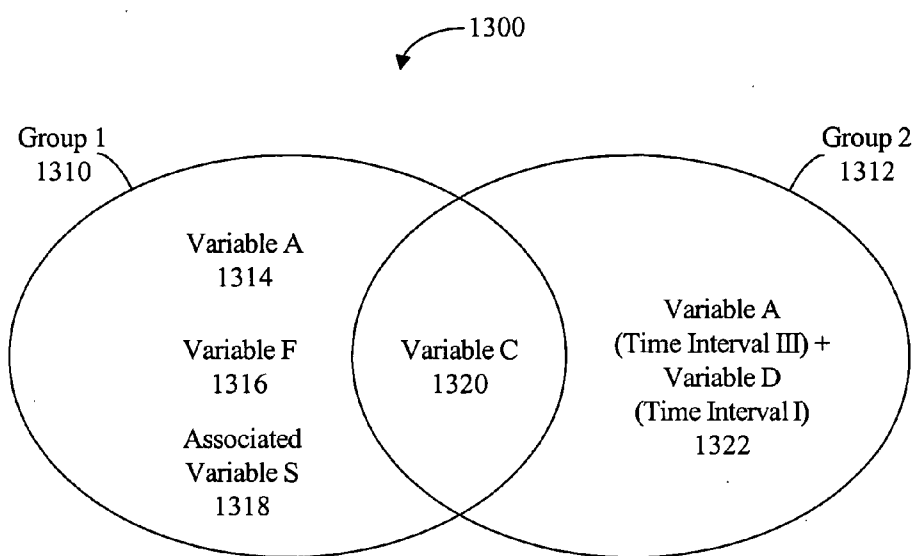 1300
Group 1
1310
Group 2
1312
Variable A
1314
Variable F
1316
Associated
Variable S
1318
Variable C
1320
Variable A
(Time Interval III) +
Variable D
(Time Interval I)
1322